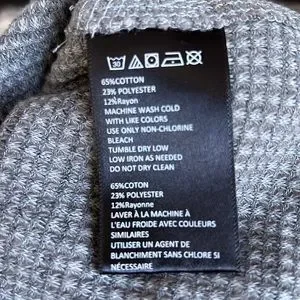 30
65%COTTON
23% POLYESTER
12%Rayon
MACHINE WASH COLD
WITH LIKE COLORS
USE ONLY NON-CHLORINE
BLEACH
TUMBLE DRY LOW
LOW IRON AS NEEDED
DO NOT DRY CLEAN
65%COTON
23% POLYESTER
12%Rayonne
LAVER À LA MACHINE À
L'EAU FROIDE AVEC COULEURS
SIMILAIRES
UTILISER UN AGENT DE
BLANCHIMENT SANS CHLORE SI
NÉCESSAIRE